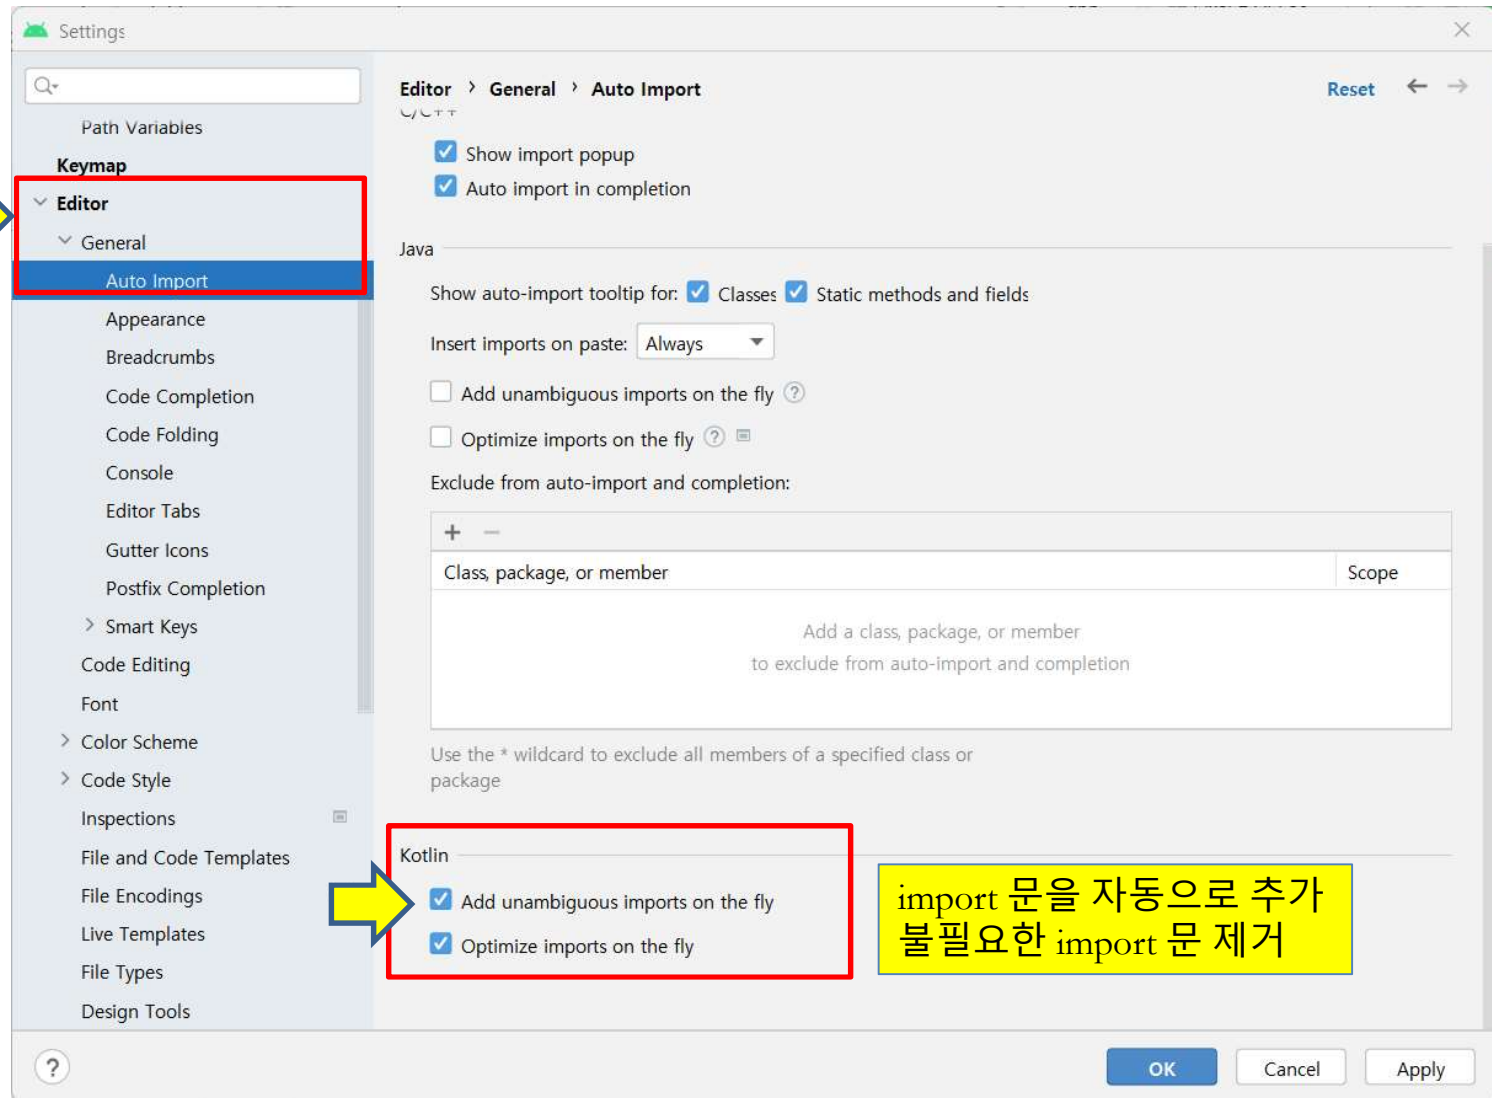 Settings
Editor › General › Auto Import
Reset
Path Variables
Keymap
Editor
General
Auto Import
Appearance
Breadcrumbs
Code Completion
Code Folding
Console
Editor Tabs
Gutter Icons
Postfix Completion
Smart Keys
Code Editing
Font
Color Scheme
Code Style
Inspections
File and Code Templates
File Encodings
Live Templates
File Types
Design Tools
C/C++
Show import popup
Auto import in completion
Java
Show auto-import tooltip for: Classes Static methods and fields
Insert imports on paste: Always
Add unambiguous imports on the fly ?
Optimize imports on the fly ?
Exclude from auto-import and completion:
+ −
Class, package, or member Scope
Add a class, package, or member
to exclude from auto-import and completion
Use the * wildcard to exclude all members of a specified class or
package
Kotlin
Add unambiguous imports on the fly
Optimize imports on the fly
import 문을 자동으로 추가
불필요한 import 문 제거
?
OK Cancel Apply